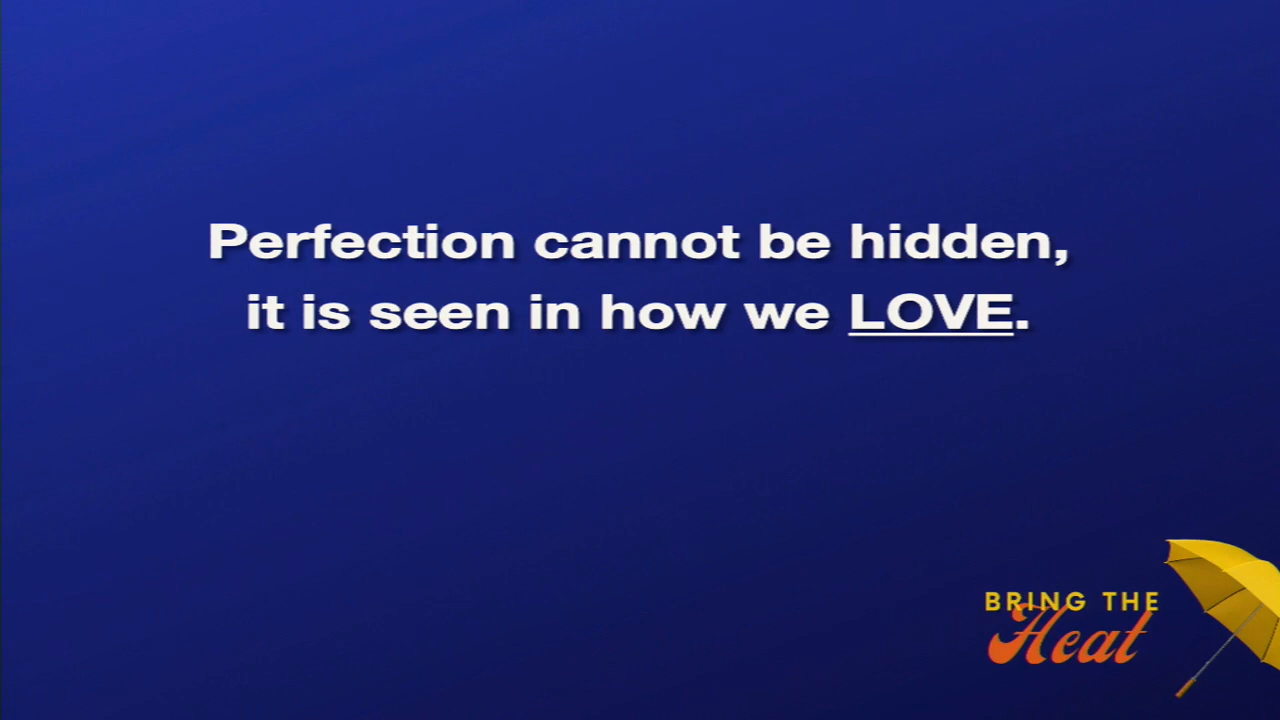 Perfection cannot be hidden,
it is seen in how we LOVE.
BRING THE
Heat